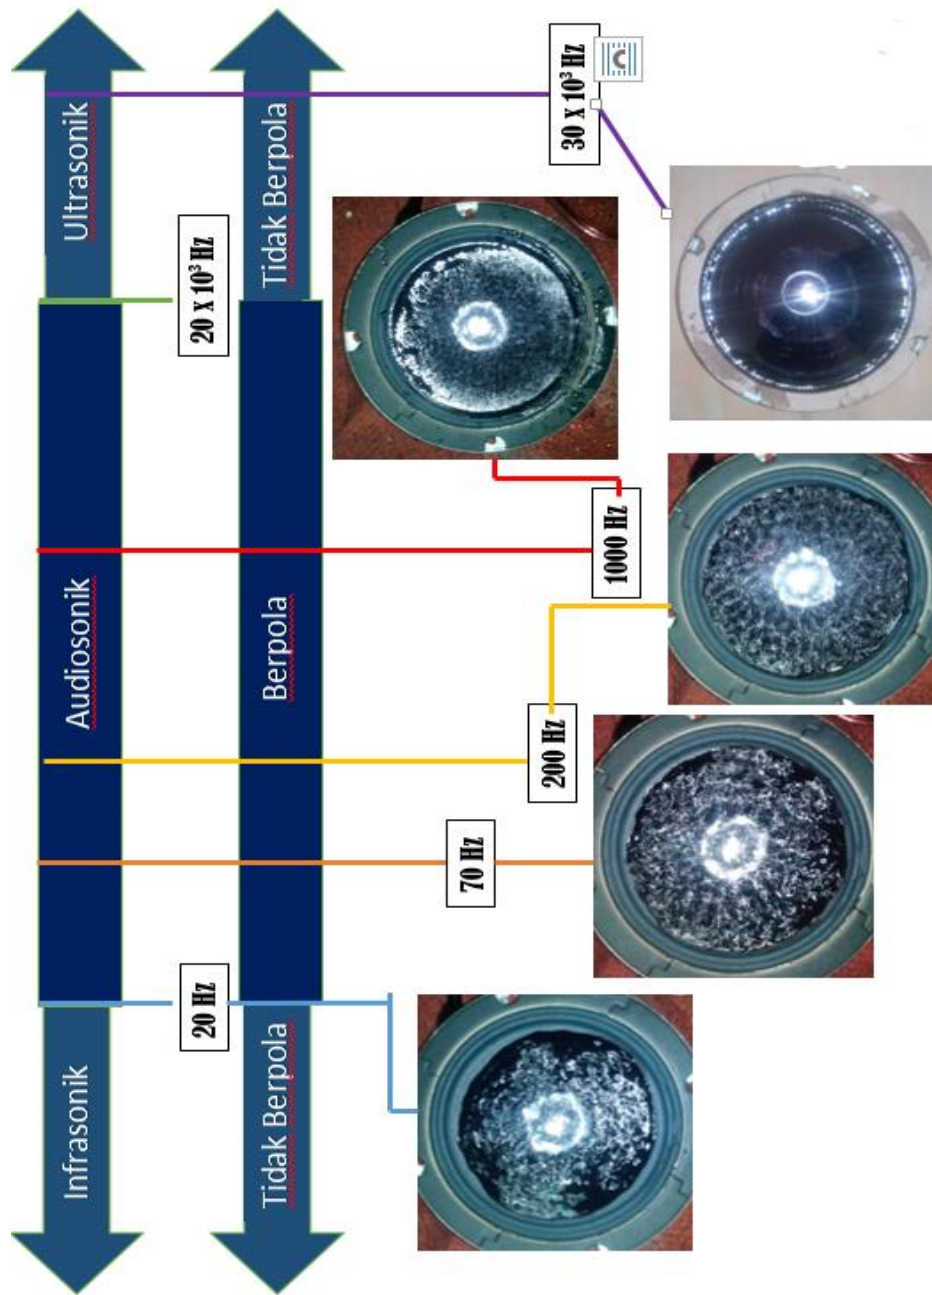 Infrasonik
Audiosonik
Ultrasonik
Tidak Berpola
Berpola
Tidak Berpola
20 Hz
70 Hz
200 Hz
1000 Hz
20 x 10³ Hz
30 x 10³ Hz